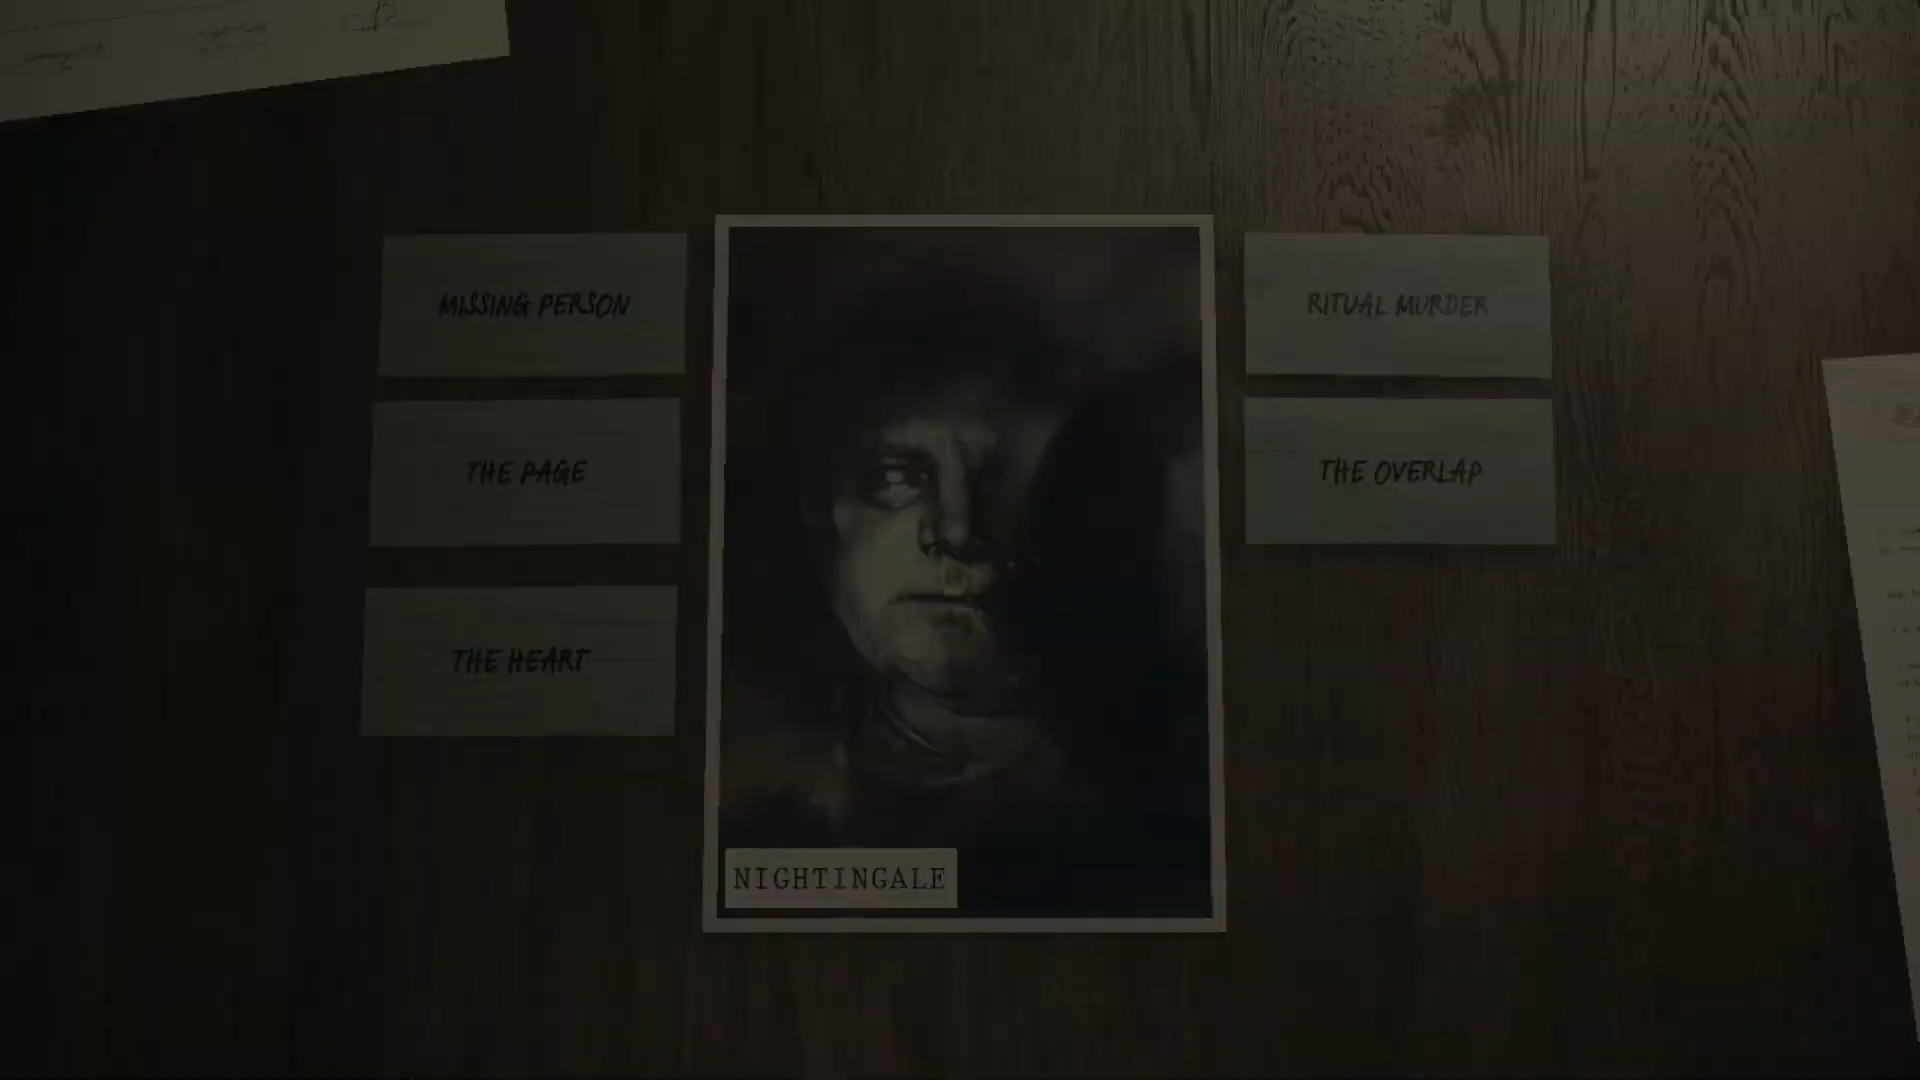 MISSING PERSON
THE PAGE
THE HEART
NIGHTINGALE
RITUAL MURDER
THE OVERLAP